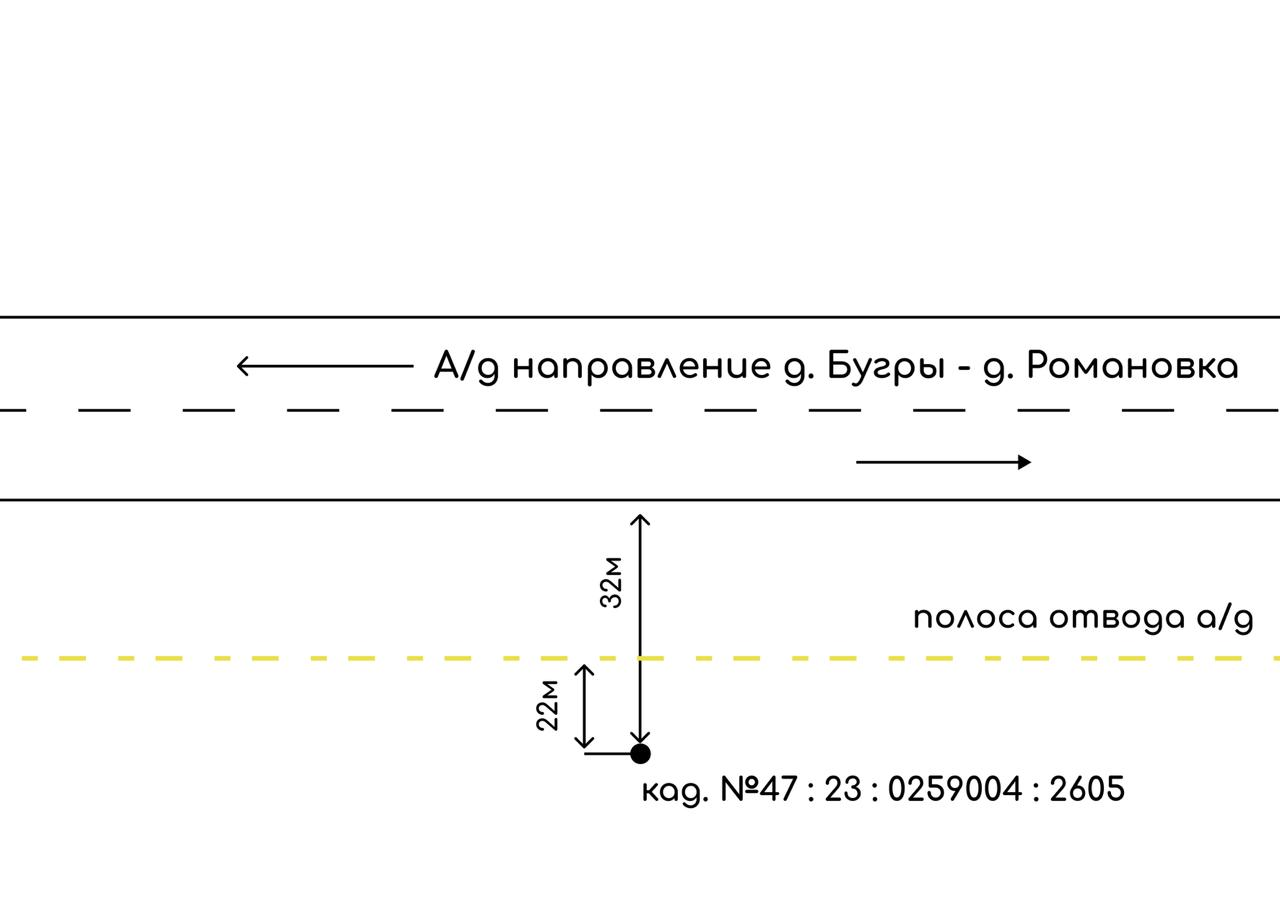 А/д направление д. Бугры - д. Романовка
32м
полоса отвода а/д
22м
кад. №47 : 23 : 0259004 : 2605